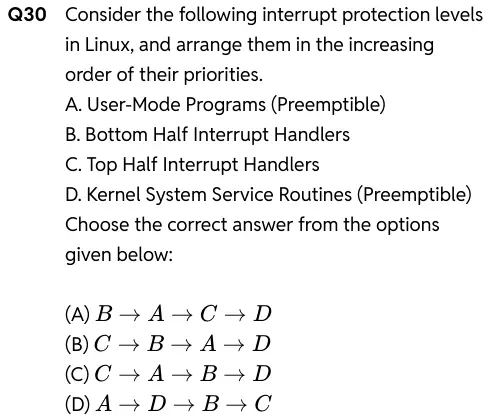 Q30 Consider the following interrupt protection levels
in Linux, and arrange them in the increasing
order of their priorities.
A. User-Mode Programs (Preemptible)
B. Bottom Half Interrupt Handlers
C. Top Half Interrupt Handlers
D. Kernel System Service Routines (Preemptible)
Choose the correct answer from the options
given below:
(A) B → A → C → D
(B) C → B → A → D
(C) C → A → B → D
(D) A → D → B → C